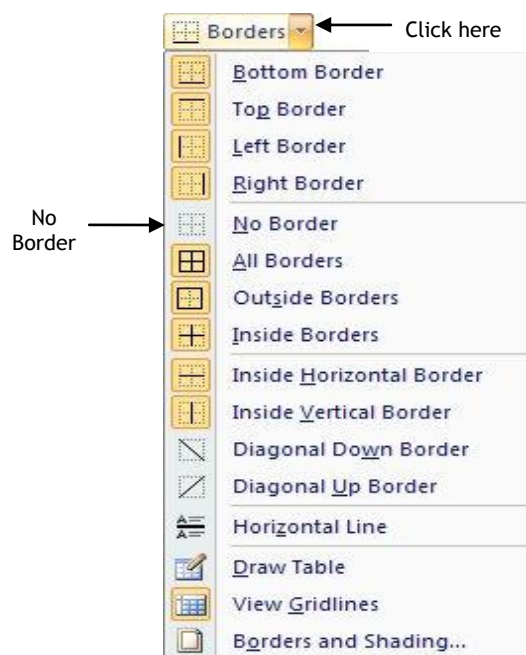 Borders
Click here
Bottom Border
Top Border
Left Border
Right Border
No
Border
No Border
All Borders
Outside Borders
Inside Borders
Inside Horizontal Border
Inside Vertical Border
Diagonal Down Border
Diagonal Up Border
Horizontal Line
Draw Table
View Gridlines
Borders and Shading...